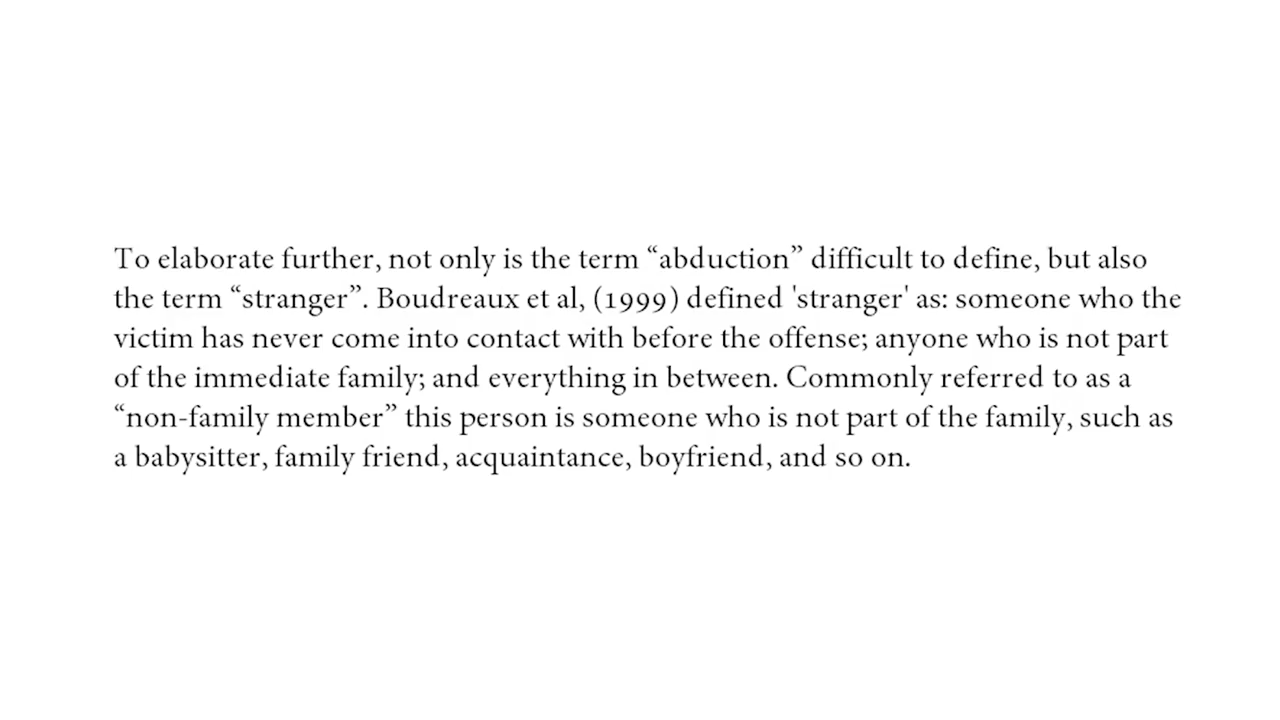 To elaborate further, not only is the term “abduction” difficult to define, but also
the term “stranger”. Boudreaux et al, (1999) defined 'stranger' as: someone who the
victim has never come into contact with before the offense; anyone who is not part
of the immediate family; and everything in between. Commonly referred to as a
“non-family member” this person is someone who is not part of the family, such as
a babysitter, family friend, acquaintance, boyfriend, and so on.